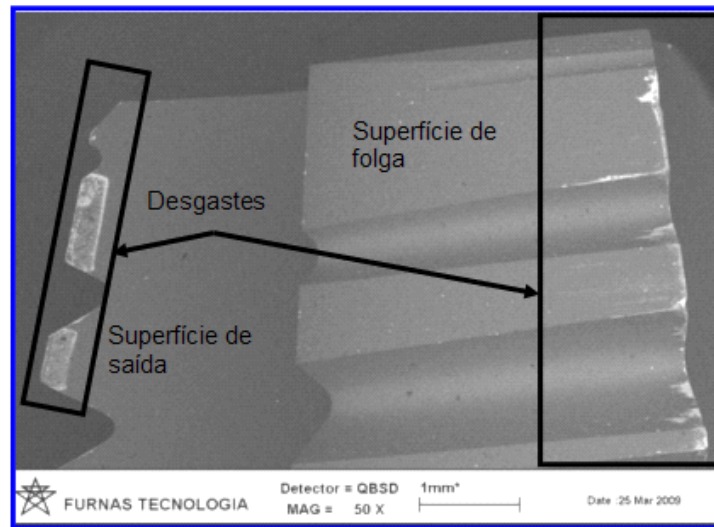 Superfície de
folga
Desgastes
Superfície de
saída
FURNAS TECNOLOGIA
Detector = QBSD
MAG = 50 X
1mm*
Date :25 Mar 2009